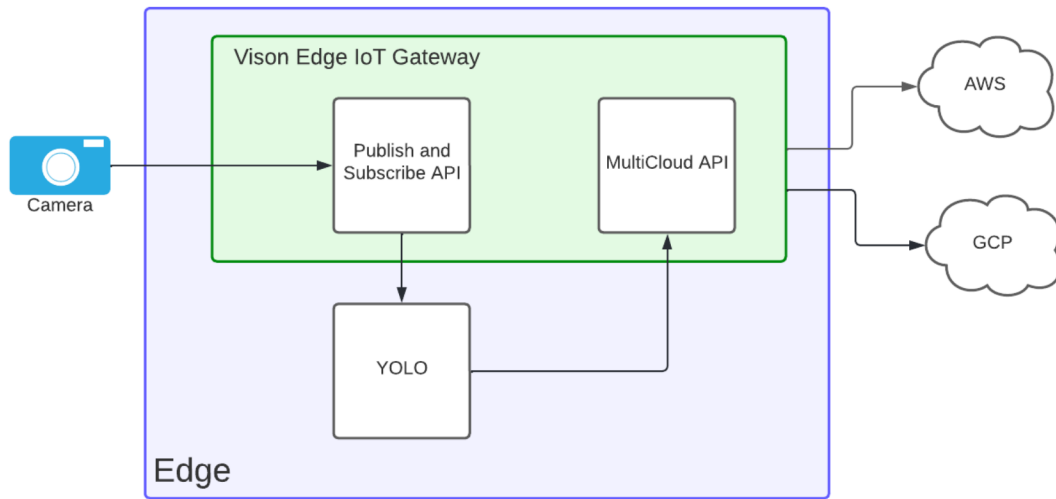 Vison Edge IoT Gateway
AWS
Publish and
Subscribe API
MultiCloud API
Camera
GCP
YOLO
Edge